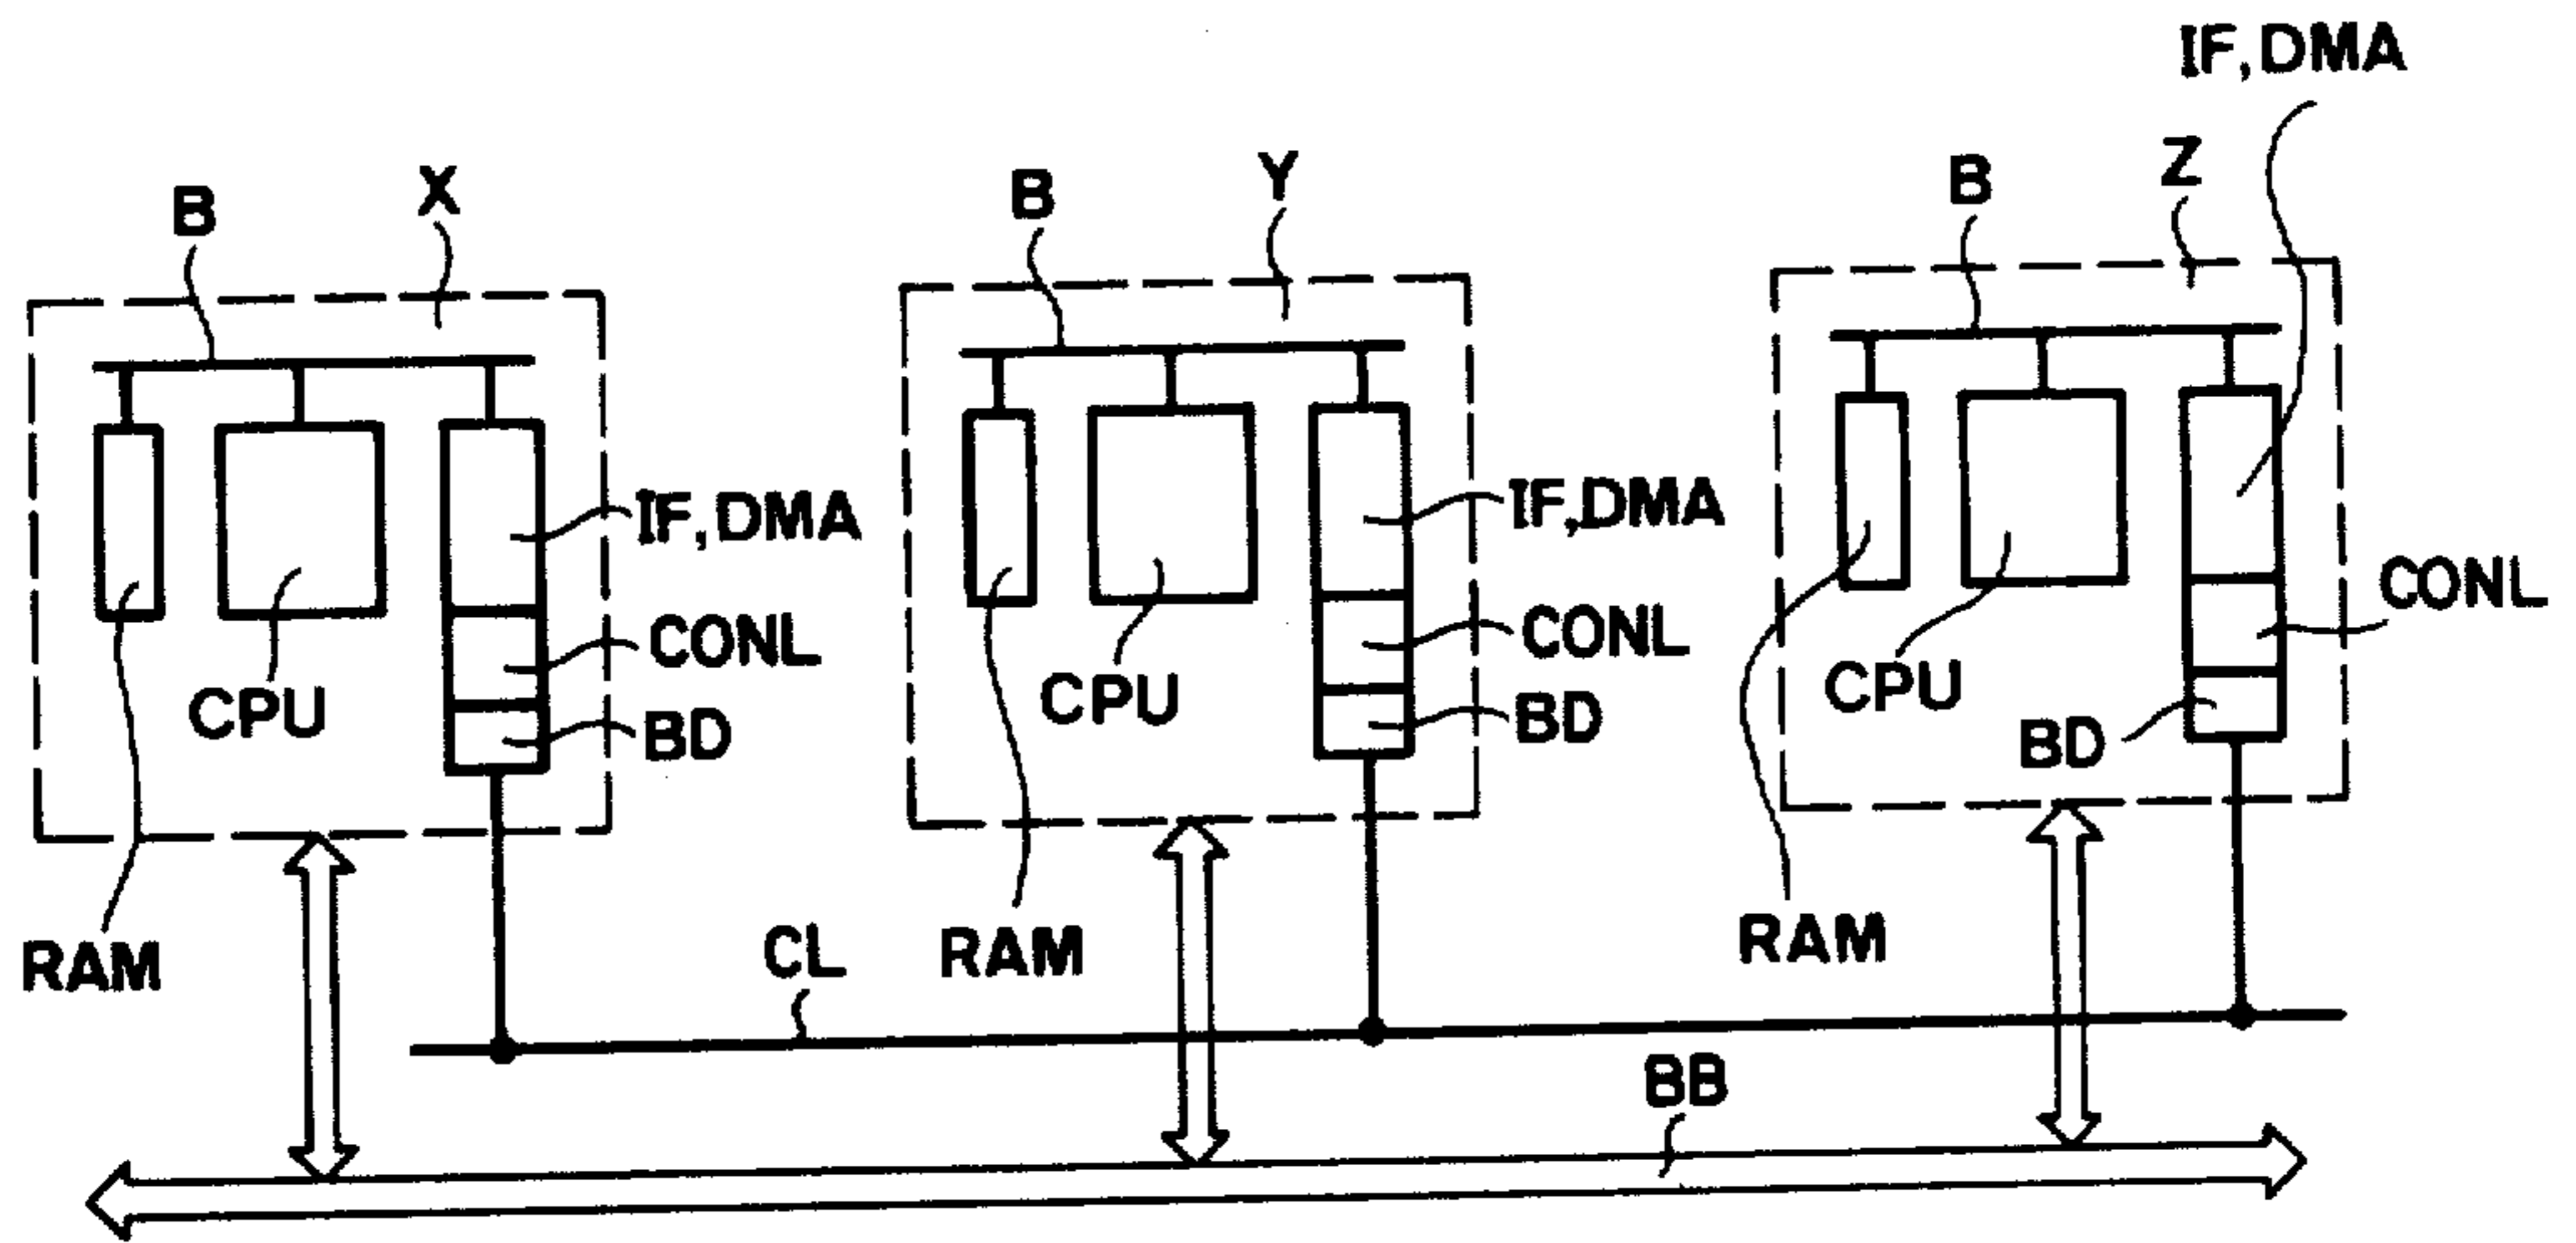 IF, DMA
B
X
B
Y
B
Z
IF, DMA
CONL
BD
CPU
RAM
IF, DMA
CONL
BD
CPU
RAM
CONL
CPU
BD
RAM
CL
BB